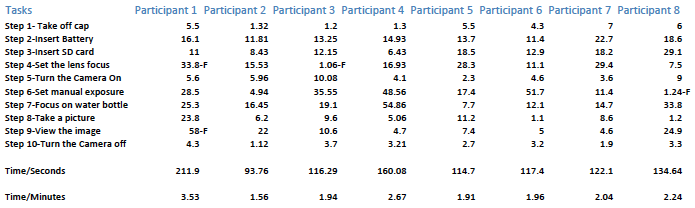 Tasks Participant 1 Participant 2 Participant 3 Participant 4 Participant 5 Participant 6 Participant 7 Participant 8
Step 1- Take off cap 5.5 1.32 1.2 1.3 5.5 4.3 7 6
Step 2-Insert Battery 16.1 11.81 13.25 14.93 13.7 11.4 22.7 18.6
Step 3-Insert SD card 11 8.43 12.15 6.43 18.5 12.9 18.2 29.1
Step 4-Set the lens focus 33.8-F 15.53 1.06-F 16.93 28.3 11.1 29.4 7.5
Step 5-Turn the Camera On 5.6 5.96 10.08 4.1 2.3 4.6 3.6 9
Step 6-Set manual exposure 28.5 4.94 35.55 48.56 17.4 51.7 11.4 1.24-F
Step 7-Focus on water bottle 25.3 16.45 19.1 54.86 7.7 12.1 14.7 33.8
Step 8-Take a picture 23.8 6.2 9.6 5.06 11.2 1.1 8.6 1.2
Step 9-View the image 58-F 22 10.6 4.7 7.4 5 4.6 24.9
Step 10-Turn the Camera off 4.3 1.12 3.7 3.21 2.7 3.2 1.9 3.3
Time/Seconds 211.9 93.76 116.29 160.08 114.7 117.4 122.1 134.64
Time/Minutes 3.53 1.56 1.94 2.67 1.91 1.96 2.04 2.24